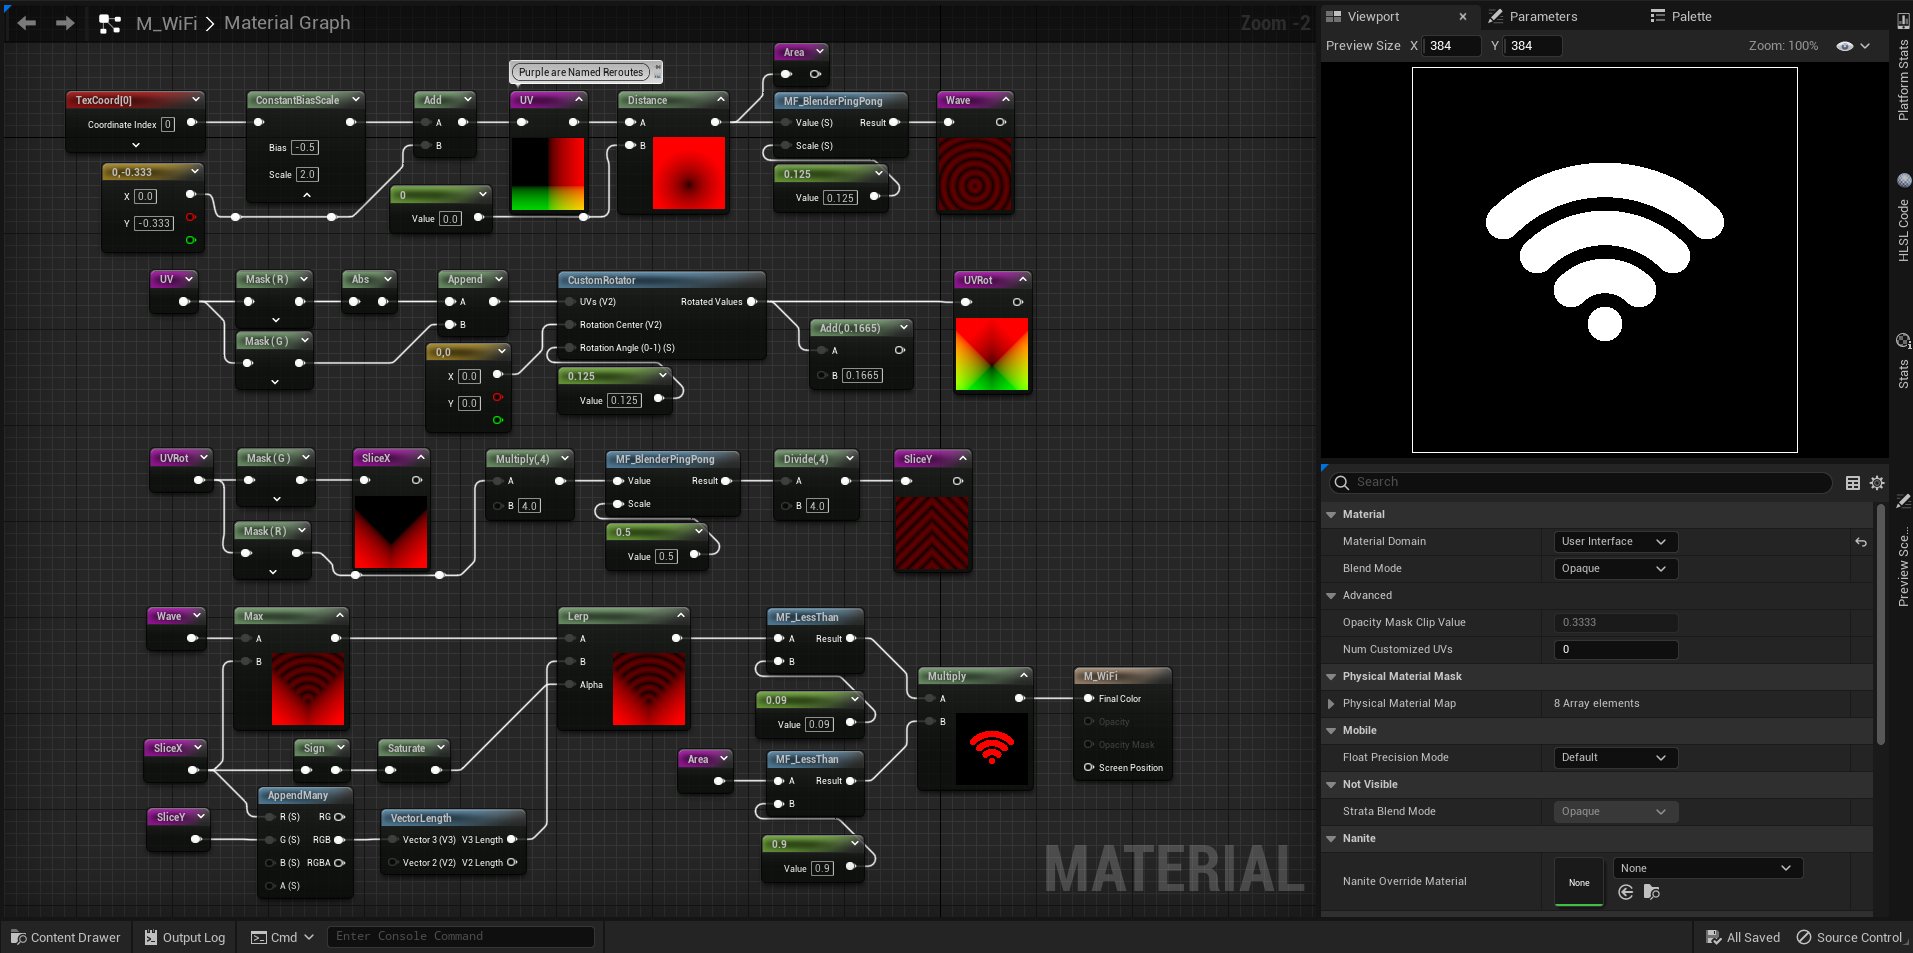 M_WiFi > Material Graph
Zoom -2
Purple are Named Reroutes
Area
TexCoord[0]
Coordinate Index 0
ConstantBiasScale
Bias -0.5
Scale 2.0
Add
A
B
UV
Distance
A
B
MF_BlenderPingPong
Value (S) Result
Scale (S)
Wave
0,-0.333
X 0.0
Y -0.333
0
Value 0.0
0.125
Value 0.125
UV
Mask ( R )
Abs
Append
A
B
Mask ( G )
CustomRotator
UVs (V2) Rotated Values
Rotation Center (V2)
Rotation Angle (0-1) (S)
UVRot
Add(,0.1665)
A
B 0.1665
0,0
X 0.0
Y 0.0
0.125
Value 0.125
UVRot
Mask ( G )
SliceX
Multiply(,4)
A
B 4.0
MF_BlenderPingPong
Value Result
Scale
Divide(,4)
A
B 4.0
SliceY
Mask ( R )
0.5
Value 0.5
Wave
Max
A
B
Lerp
A
B
Alpha
MF_LessThan
A Result
B
0.09
Value 0.09
Multiply
A
B
M_WiFi
Final Color
Opacity
Opacity Mask
Screen Position
SliceX
Sign
Saturate
Area
MF_LessThan
A Result
B
0.9
Value 0.9
SliceY
AppendMany
R (S) RG
G (S) RGB
B (S) RGBA
A (S)
VectorLength
Vector 3 (V3) V3 Length
Vector 2 (V2) V2 Length
MATERIAL
Content Drawer
Output Log
Cmd
Enter Console Command
Viewport
Parameters
Palette
Preview Size X 384 Y 384
Zoom: 100%
Search
Material
Material Domain User Interface
Blend Mode Opaque
Advanced
Opacity Mask Clip Value 0.3333
Num Customized UVs 0
Physical Material Mask
Physical Material Map 8 Array elements
Mobile
Float Precision Mode Default
Not Visible
Strata Blend Mode Opaque
Nanite
Nanite Override Material None None
Platform Stats
HLSL Code
Stats
Preview Sce...
All Saved
Source Control